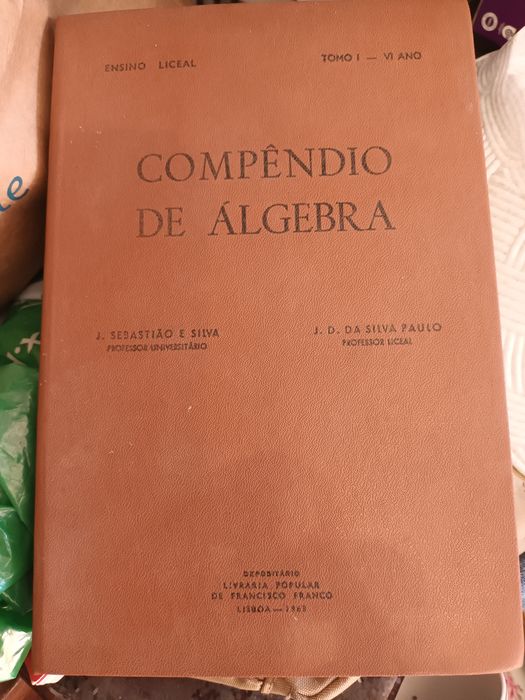 ENSINO LICEAL
TOMO I — VI ANO
COMPÊNDIO
DE ÁLGEBRA
J. SEBASTIÃO E SILVA
PROFESSOR UNIVERSITÁRIO
J. D. DA SILVA PAULO
PROFESSOR LICEAL
DEPOSITÁRIO
LIVRARIA POPULAR
DE FRANCISCO FRANCO
LISBOA — 1968